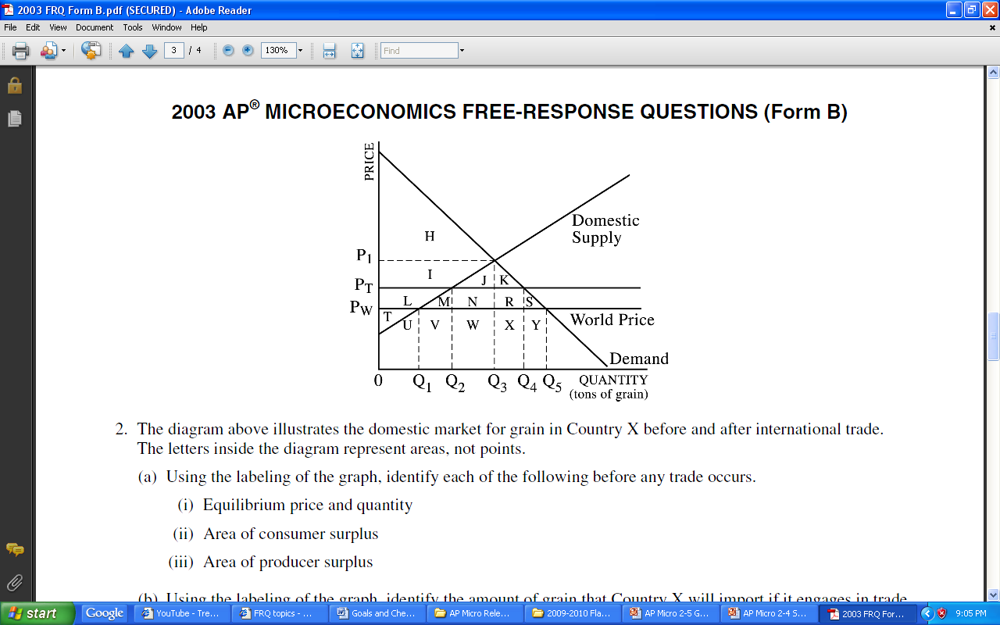 2003 FRQ Form B.pdf (SECURED) - Adobe Reader
File Edit View Document Tools Window Help
3 / 4 130% Find
2003 AP® MICROECONOMICS FREE-RESPONSE QUESTIONS (Form B)
PRICE
Domestic
Supply
H
P1
I J K
PT
L M N R S
PW
T
U V W X Y
World Price
Demand
0 Q1 Q2 Q3 Q4 Q5 QUANTITY
(tons of grain)
2. The diagram above illustrates the domestic market for grain in Country X before and after international trade.
The letters inside the diagram represent areas, not points.
(a) Using the labeling of the graph, identify each of the following before any trade occurs.
(i) Equilibrium price and quantity
(ii) Area of consumer surplus
(iii) Area of producer surplus
(b) Using the labeling of the graph, identify the amount of grain that Country X will import if it engages in trade
start Google YouTube - Tre... FRQ topics - ... Goals and Che... AP Micro Rele... 2009-2010 Fla... AP Micro 2-5 G... AP Micro 2-4 S... 2003 FRQ For... 9:05 PM